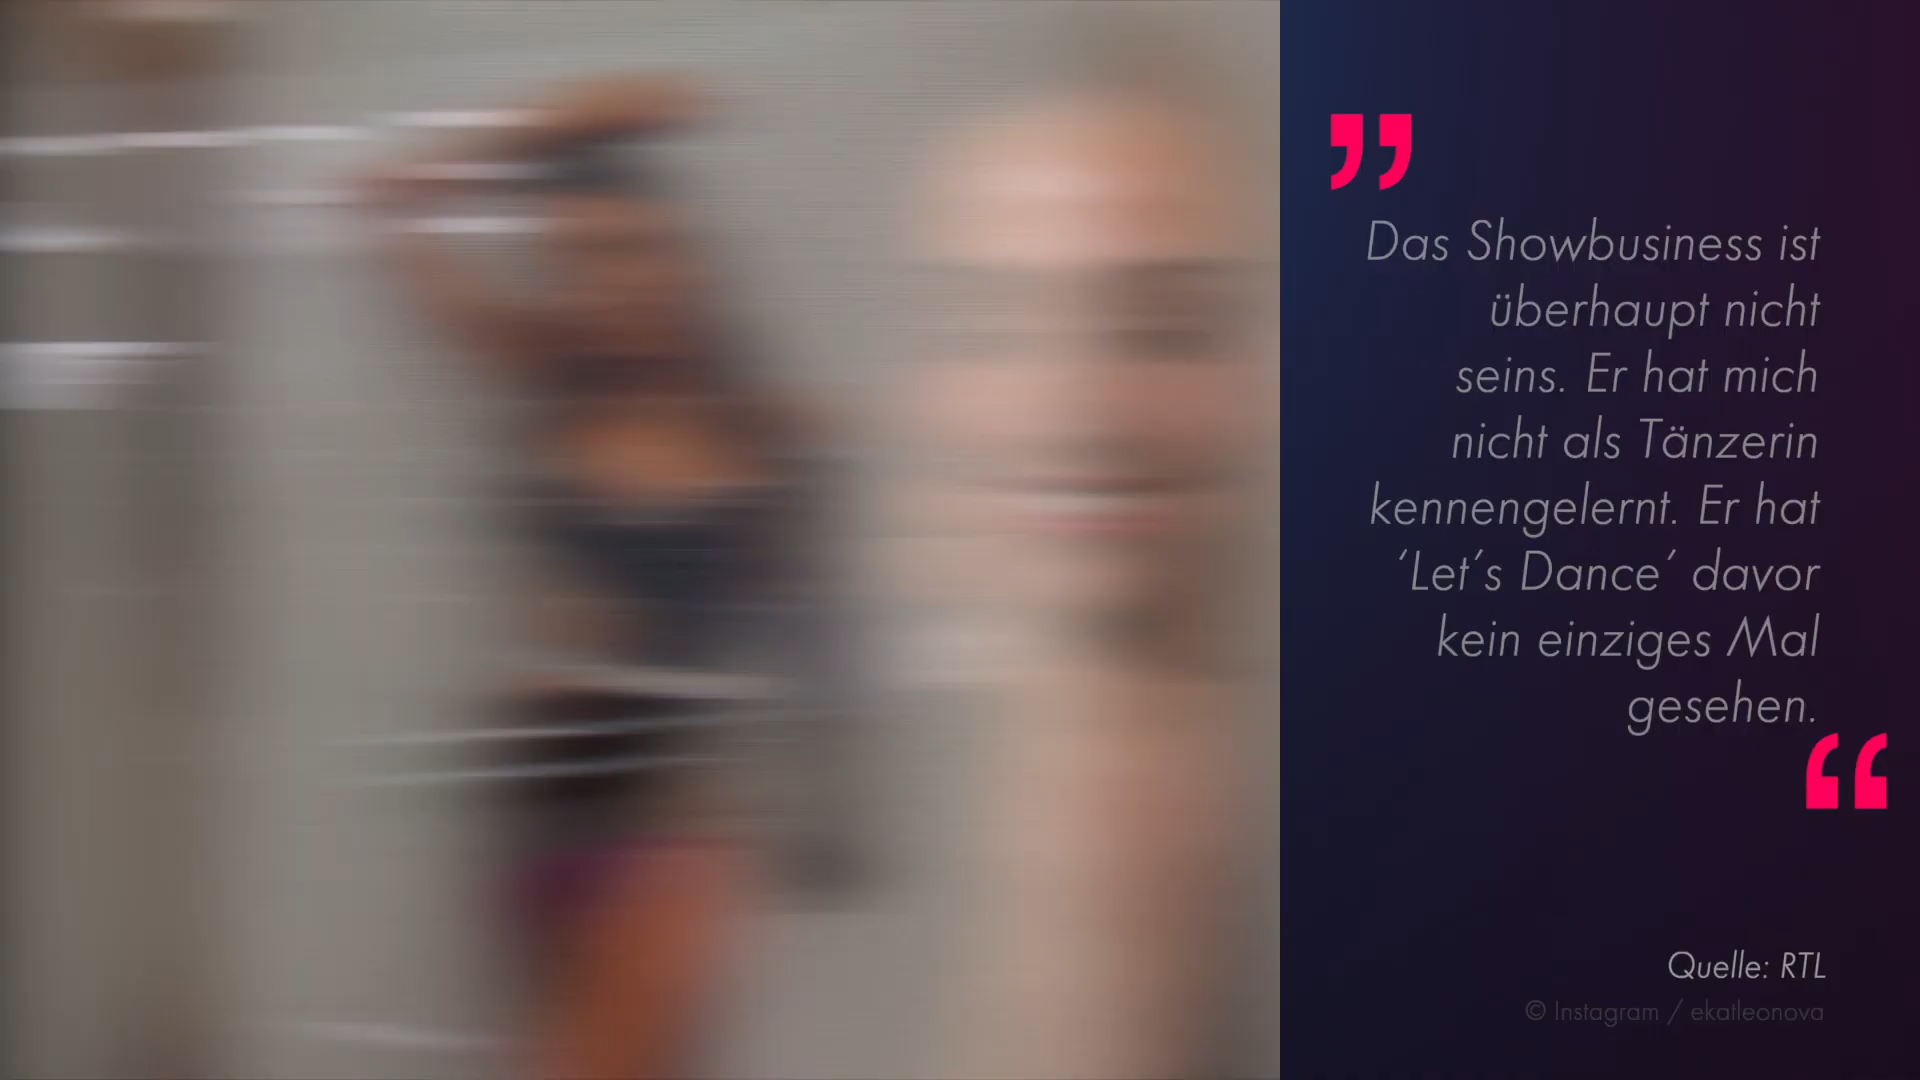 ”
Das Showbusiness ist
überhaupt nicht
seins. Er hat mich
nicht als Tänzerin
kennengelernt. Er hat
‘Let’s Dance’ davor
kein einziges Mal
gesehen.
“
Quelle: RTL
© Instagram / ekatleonova